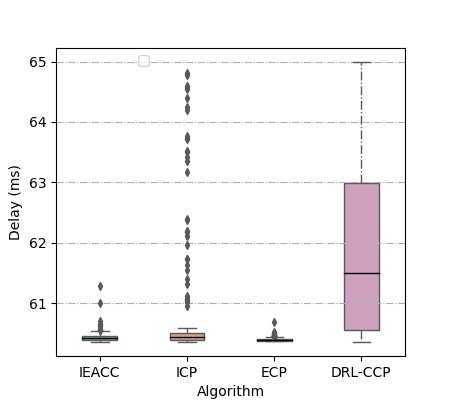 65
64
63
62
61
Delay (ms)
IEACC ICP ECP DRL-CCP
Algorithm